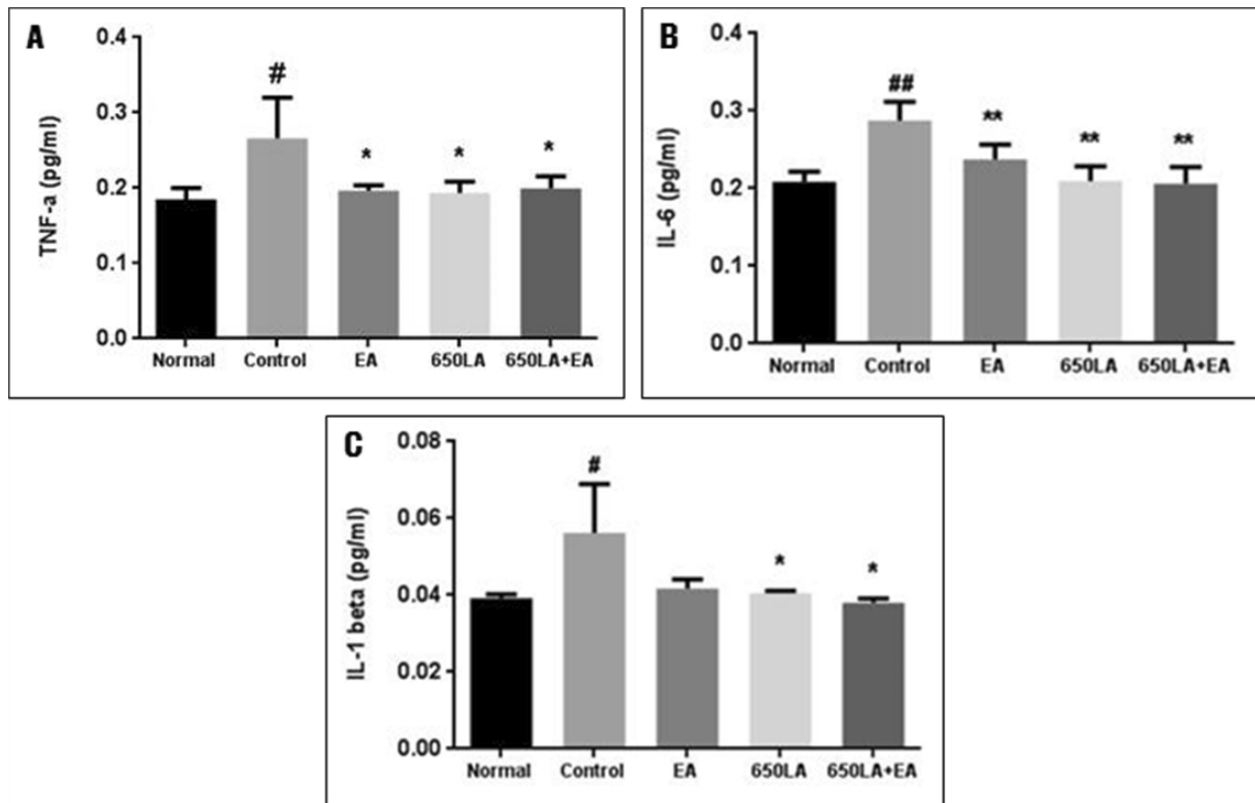 A
TNF-a (pg/ml)
0.4
0.3
0.2
0.1
0.0
#
*
*
*
Normal Control EA 650LA 650LA+EA
B
IL-6 (pg/ml)
0.4
0.3
0.2
0.1
0.0
##
**
**
**
Normal Control EA 650LA 650LA+EA
C
IL-1 beta (pg/ml)
0.08
0.06
0.04
0.02
0.00
#
*
*
Normal Control EA 650LA 650LA+EA